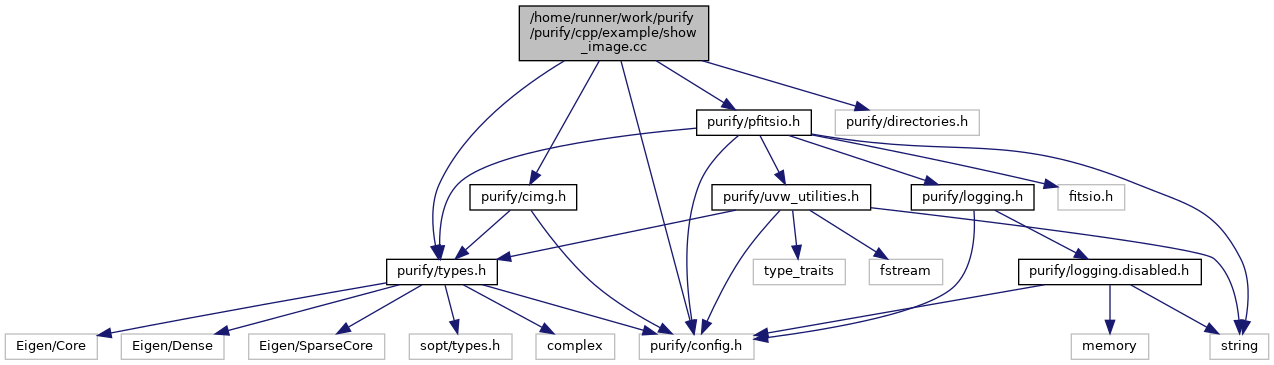 /home/runner/work/purify
/purify/cpp/example/show
_image.cc
purify/pfitsio.h
purify/directories.h
purify/cimg.h
purify/uvw_utilities.h
purify/logging.h
fitsio.h
purify/types.h
type_traits
fstream
purify/logging.disabled.h
Eigen/Core
Eigen/Dense
Eigen/SparseCore
sopt/types.h
complex
purify/config.h
memory
string